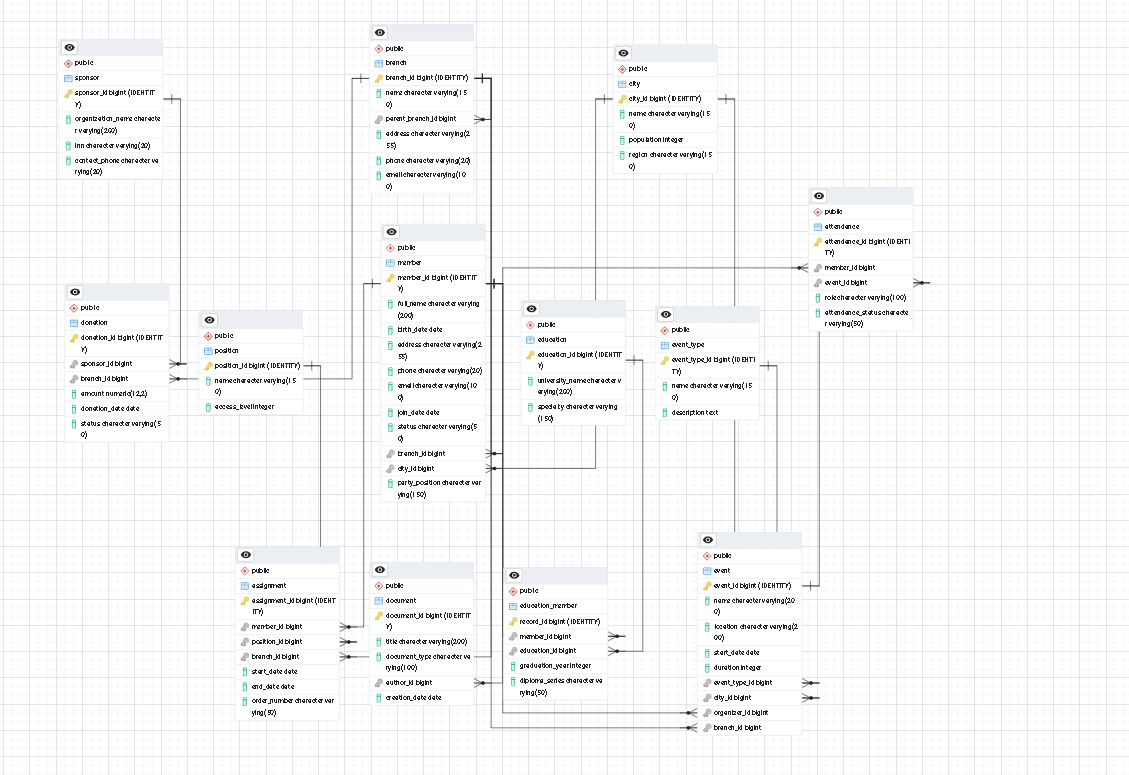 public
sponsor
sponsor_id bigint (IDENTIT
Y)
organization_name characte
r varying(200)
inn character varying(20)
contact_phone character va
rying(20)
public
branch
branch_id bigint (IDENTITY)
name character varying(15
0)
parent_branch_id bigint
address character varying(2
55)
phone character varying(20)
email character varying(10
0)
public
city
city_id bigint (IDENTITY)
name character varying(15
0)
population integer
region character varying(15
0)
public
attendance
attendance_id bigint (IDENTI
TY)
member_id bigint
event_id bigint
role character varying(100)
attendance_status characte
r varying(50)
public
member
member_id bigint (IDENTIT
Y)
full_name character varying
(200)
birth_date date
address character varying(2
55)
phone character varying(20)
email character varying(10
0)
join_date date
status character varying(5
0)
branch_id bigint
city_id bigint
party_position character var
ying(150)
public
donation
donation_id bigint (IDENTIT
Y)
sponsor_id bigint
branch_id bigint
amount numeric(12,2)
donation_date date
status character varying(5
0)
public
position
position_id bigint (IDENTITY)
name character varying(15
0)
access_level integer
public
education
education_id bigint (IDENTIT
Y)
university_name character v
arying(200)
specialty character varying
(150)
public
event_type
event_type_id bigint (IDENTI
TY)
name character varying(15
0)
description text
public
assignment
assignment_id bigint (IDENT
ITY)
member_id bigint
position_id bigint
branch_id bigint
start_date date
end_date date
order_number character var
ying(50)
public
document
document_id bigint (IDENTIT
Y)
title character varying(200)
document_type character va
rying(100)
author_id bigint
creation_date date
public
education_member
record_id bigint (IDENTITY)
member_id bigint
education_id bigint
graduation_year integer
diploma_series character va
rying(50)
public
event
event_id bigint (IDENTITY)
name character varying(20
0)
location character varying(2
00)
start_date date
duration integer
event_type_id bigint
city_id bigint
organizer_id bigint
branch_id bigint